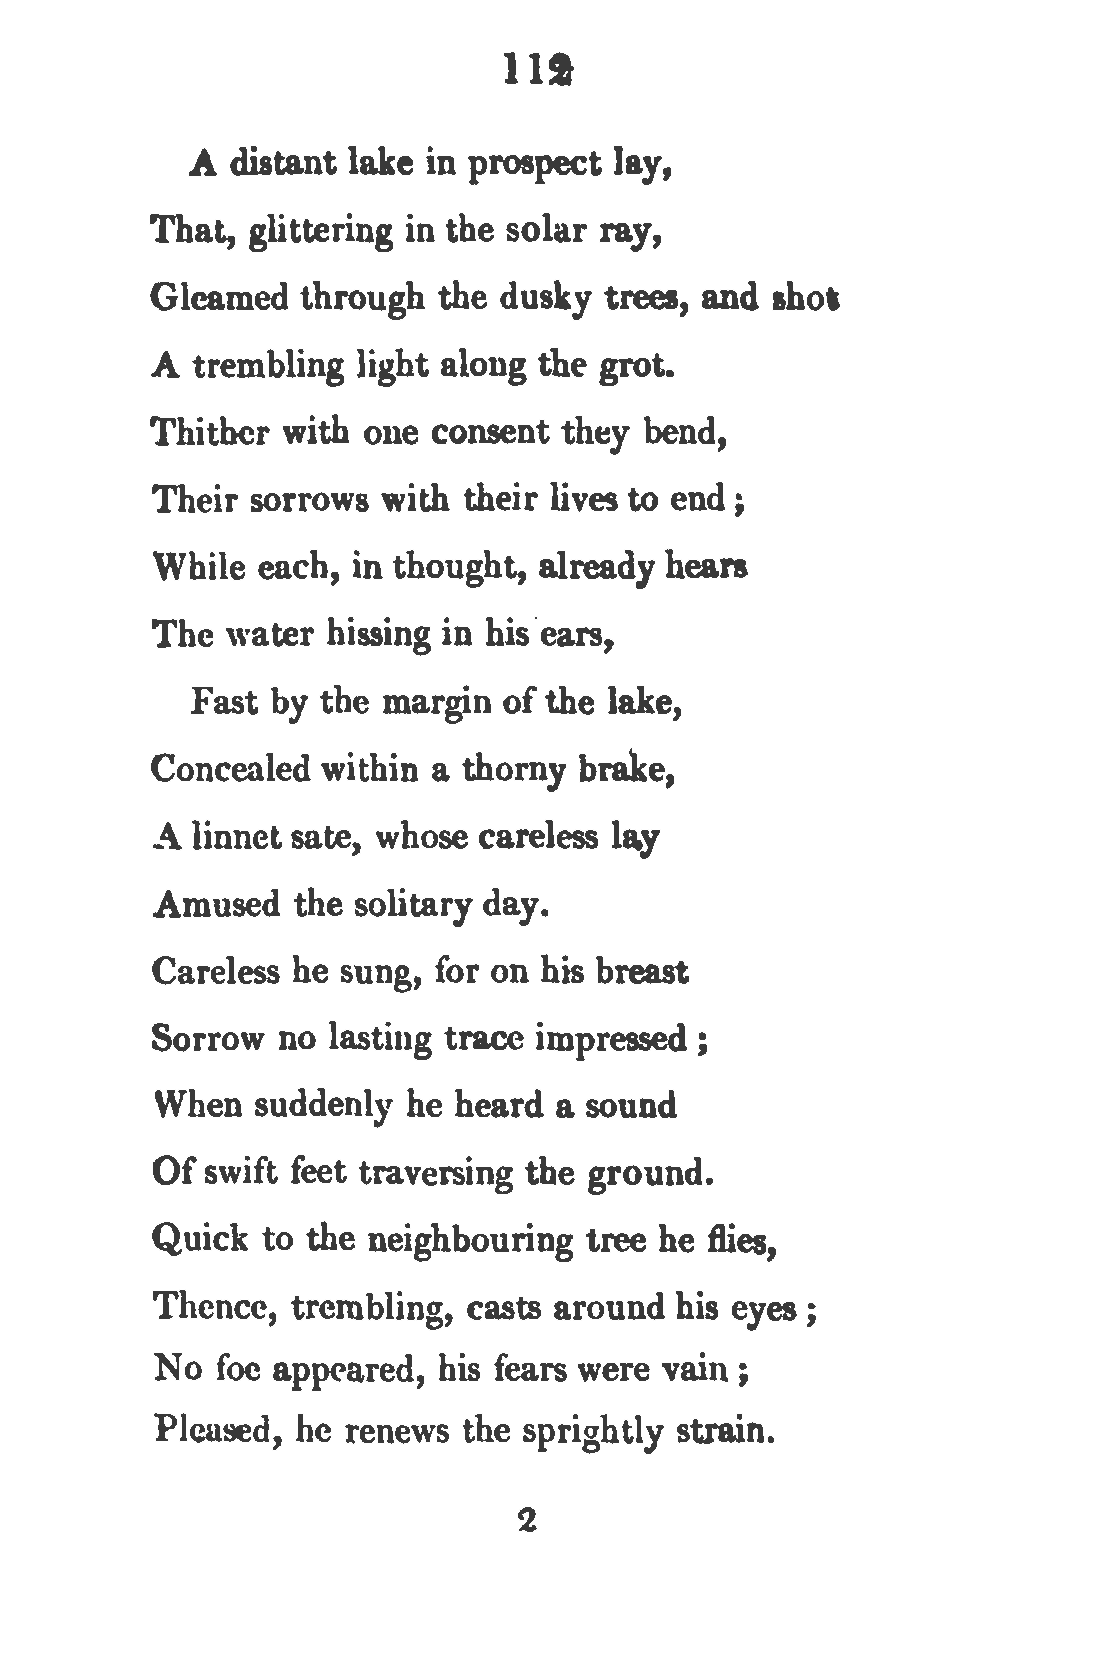 112
A distant lake in prospect lay,
That, glittering in the solar ray,
Gleamed through the dusky trees, and shot
A trembling light along the grot.
Thither with one consent they bend,
Their sorrows with their lives to end ;
While each, in thought, already hears
The water hissing in his ears,
Fast by the margin of the lake,
Concealed within a thorny brake,
A linnet sate, whose careless lay
Amused the solitary day.
Careless he sung, for on his breast
Sorrow no lasting trace impressed ;
When suddenly he heard a sound
Of swift feet traversing the ground.
Quick to the neighbouring tree he flies,
Thence, trembling, casts around his eyes ;
No foe appeared, his fears were vain ;
Pleased, he renews the sprightly strain.
2